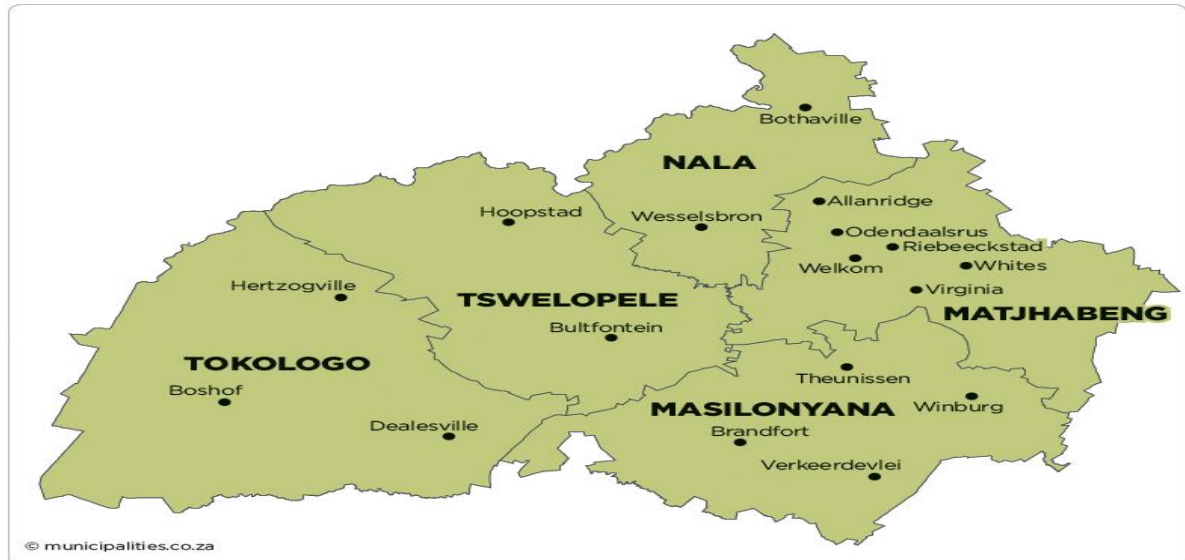 Bothaville
NALA
Allanridge
Hoopstad
Wesselsbron
Odendaalsrus
Riebeeckstad
Welkom
Whites
Hertzogville
Virginia
TSWELOPELE
MATJHABENG
Bultfontein
TOKOLOGO
Theunissen
Boshof
MASILONYANA
Winburg
Dealesville
Brandfort
Verkeerdevlei
© municipalities.co.za